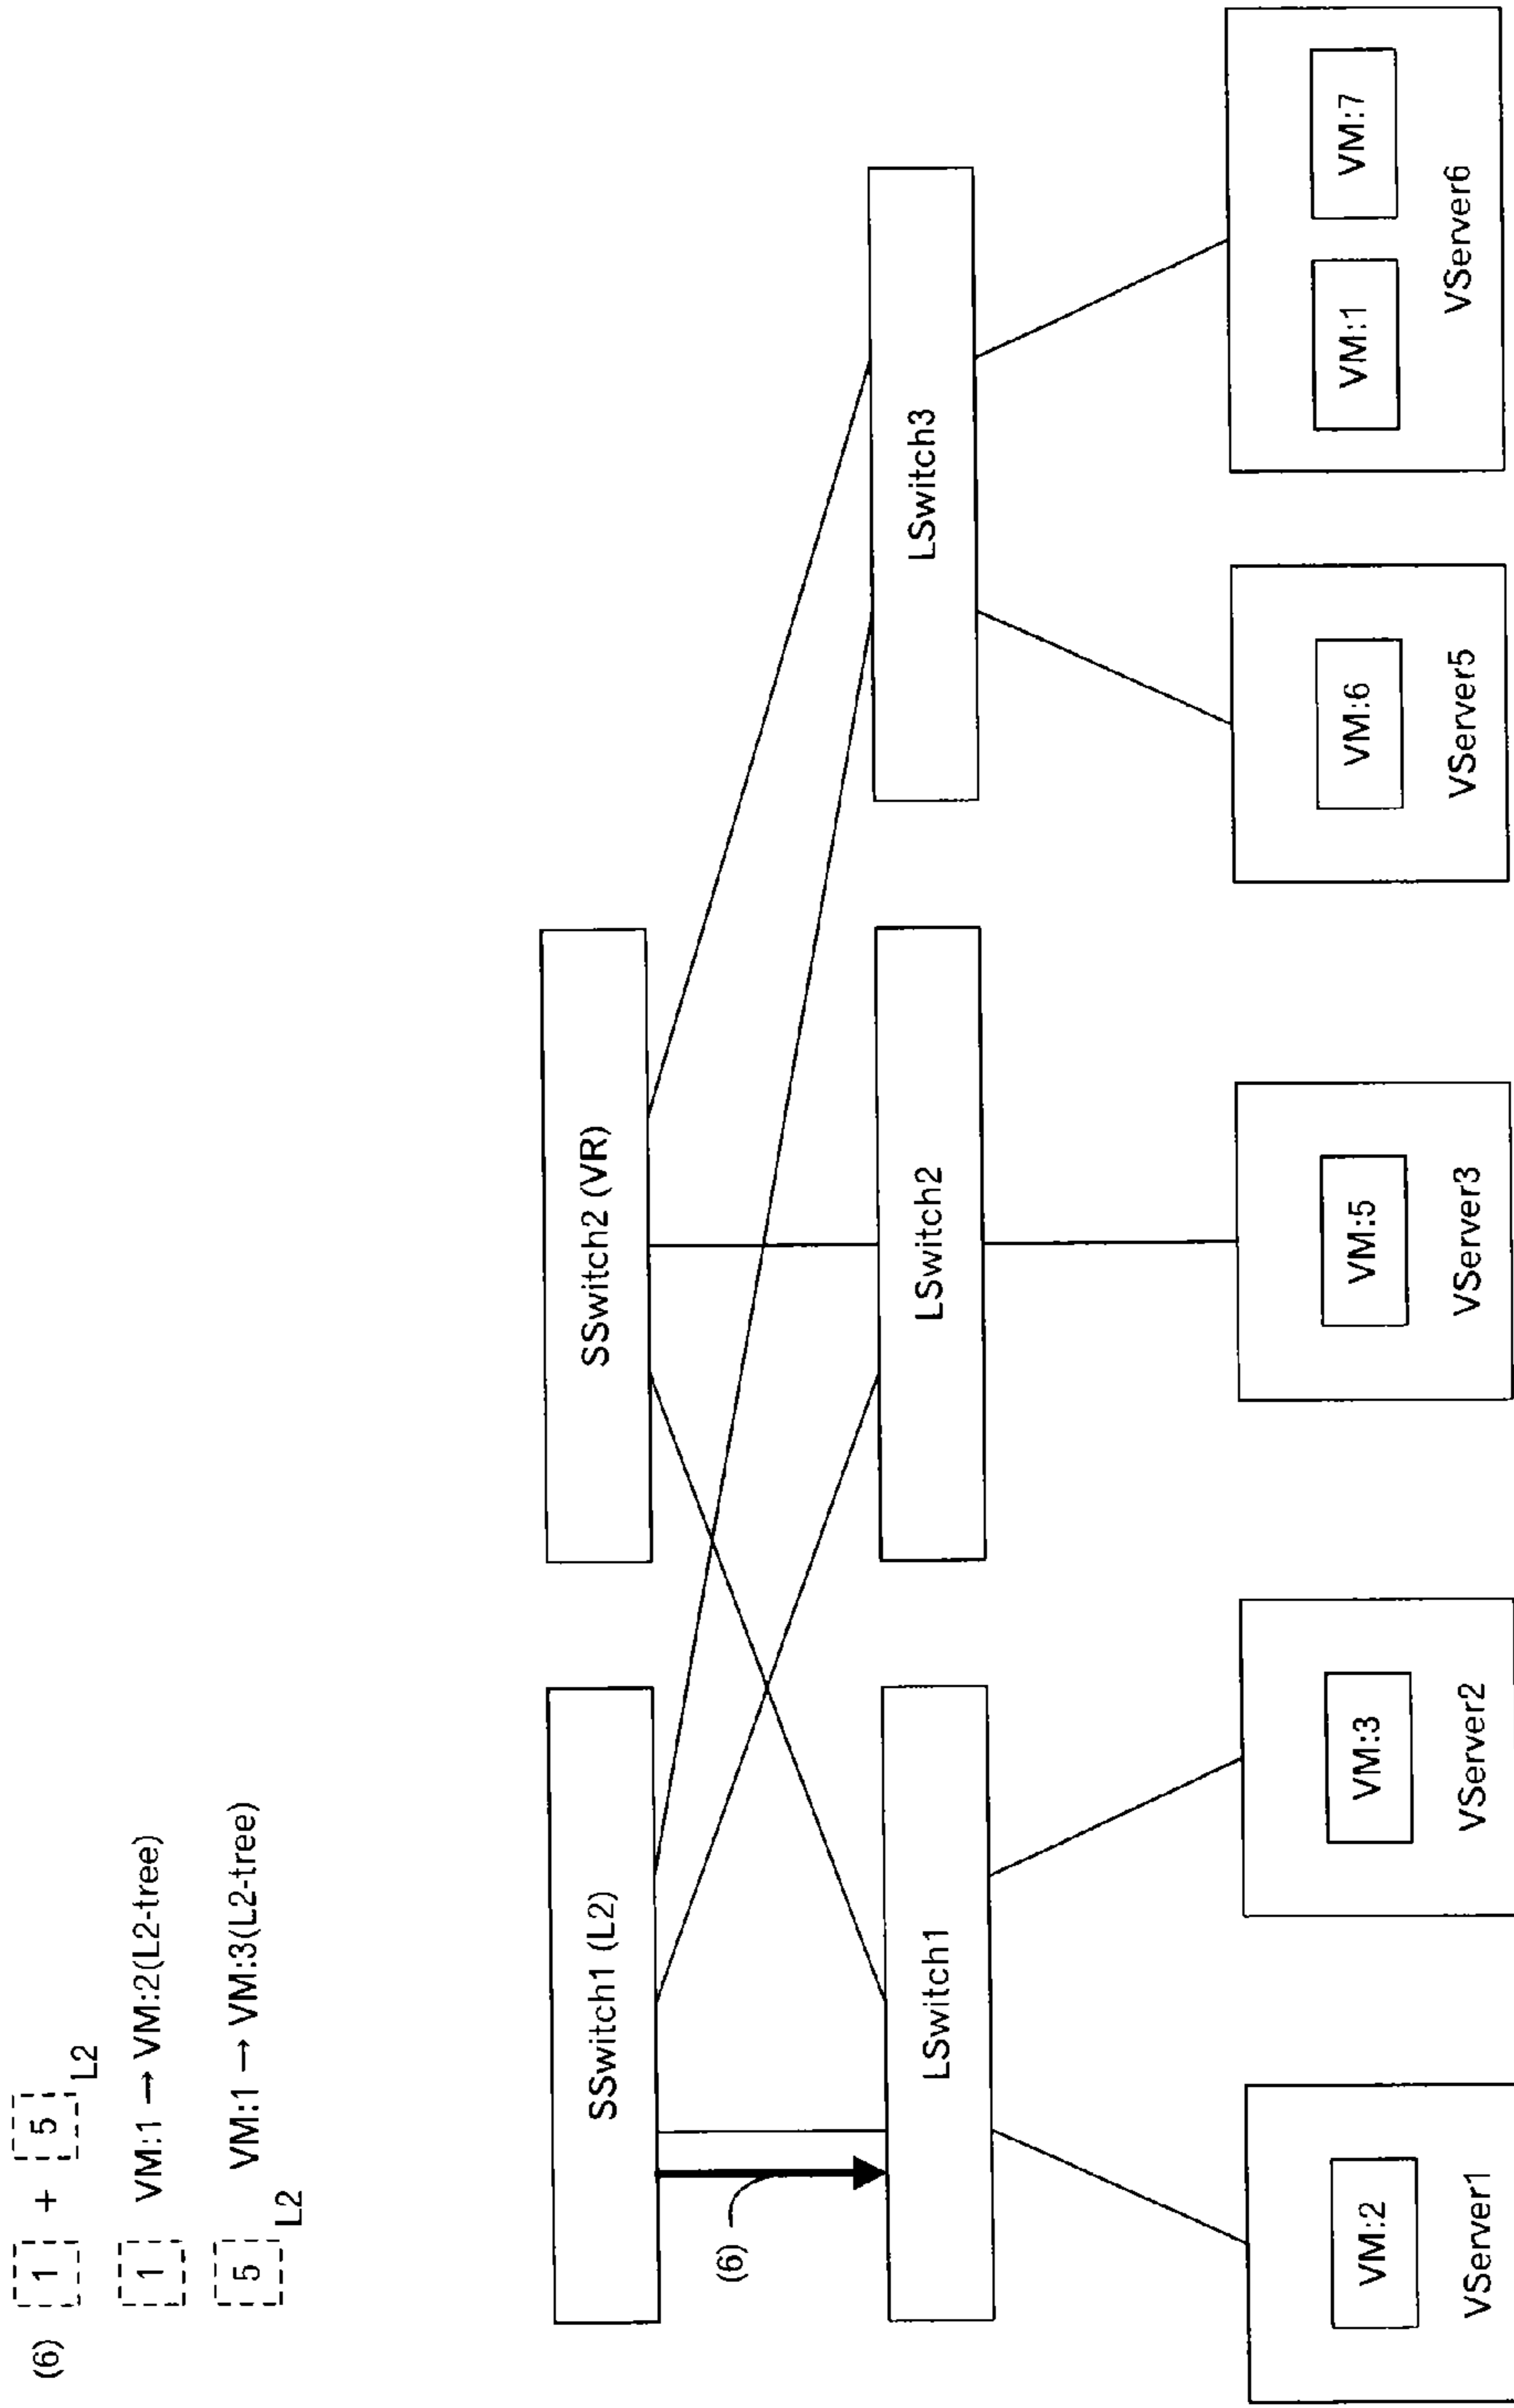 (6) 1 + 5 L2
1 VM:1 → VM:2(L2-tree)
5 L2 VM:1 → VM:3(L2-tree)
SSwitch1 (L2)
SSwitch2 (VR)
(6)
LSwitch1
LSwitch2
LSwitch3
VM:2
VM:3
VM:5
VM:6
VM:1
VM:7
VServer1
VServer2
VServer3
VServer5
VServer6